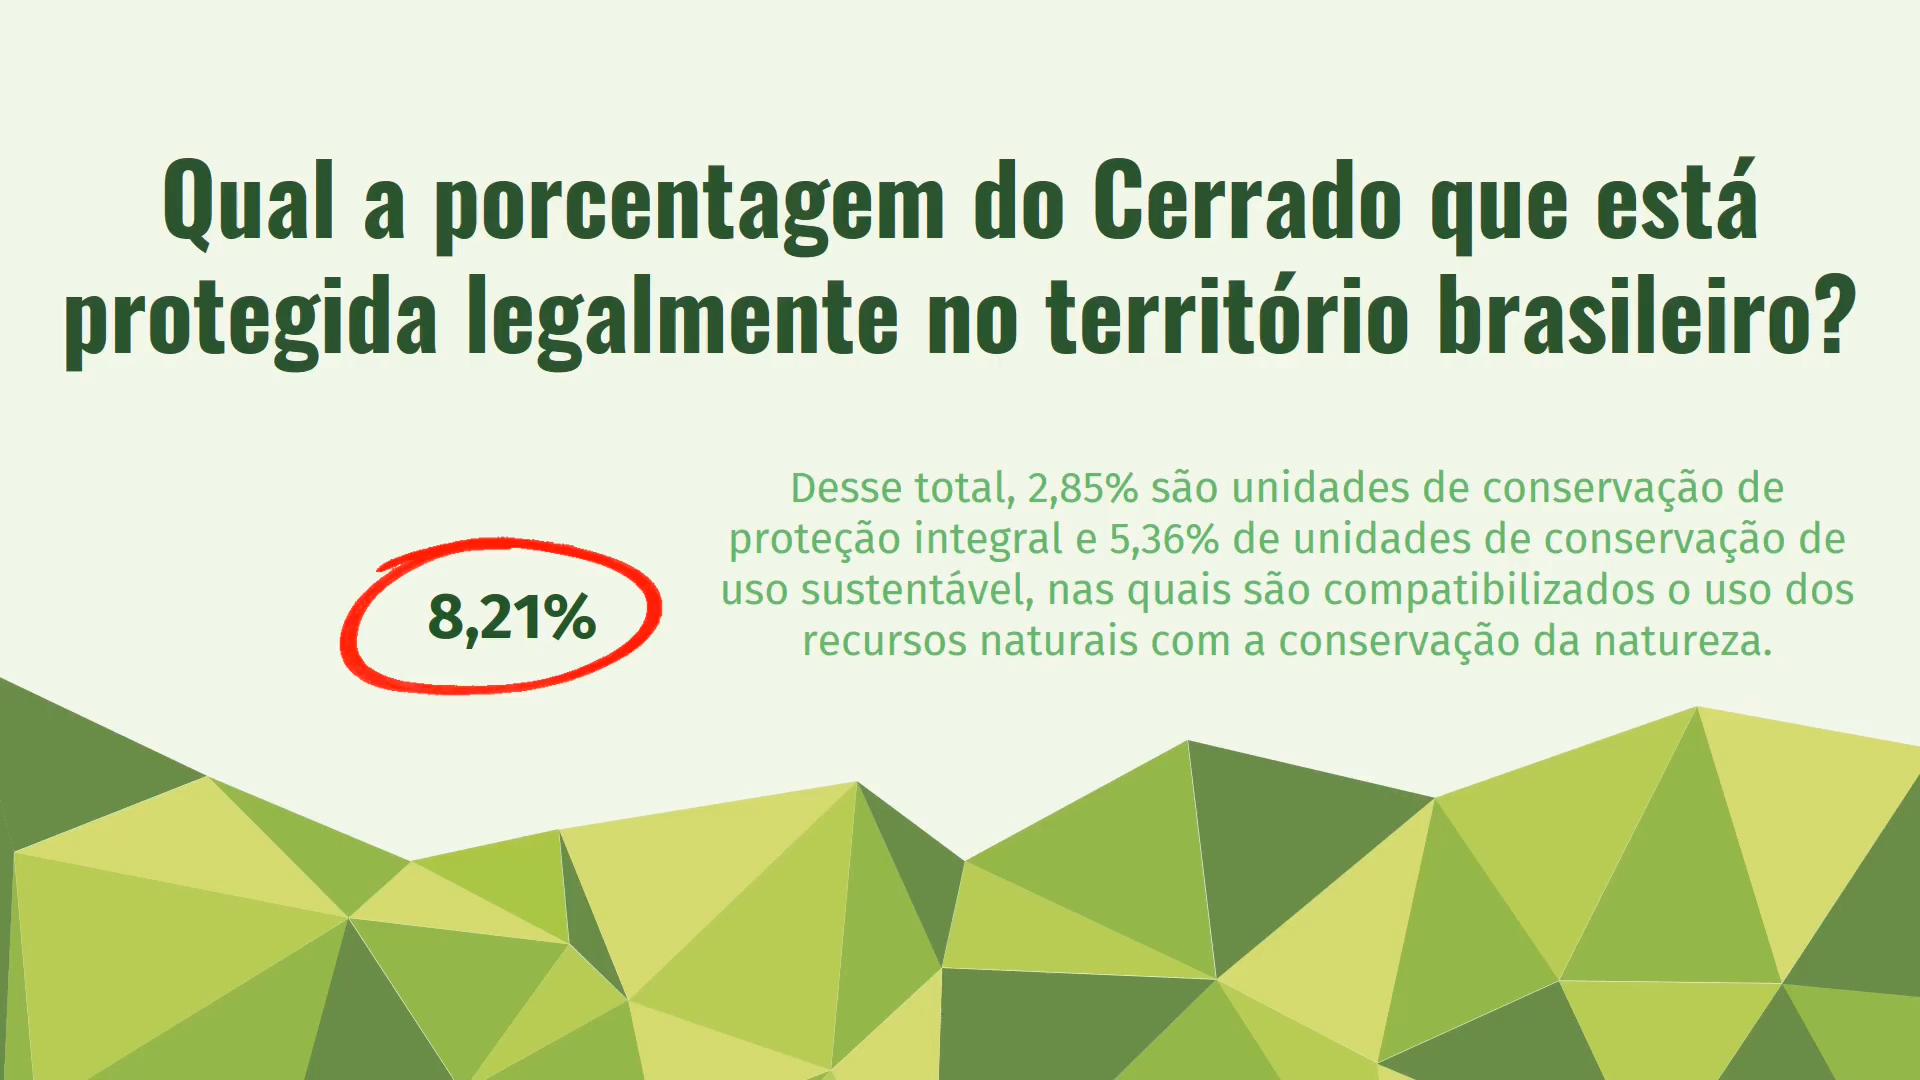 Qual a porcentagem do Cerrado que está
protegida legalmente no território brasileiro?
8,21%
Desse total, 2,85% são unidades de conservação de
proteção integral e 5,36% de unidades de conservação de
uso sustentável, nas quais são compatibilizados o uso dos
recursos naturais com a conservação da natureza.